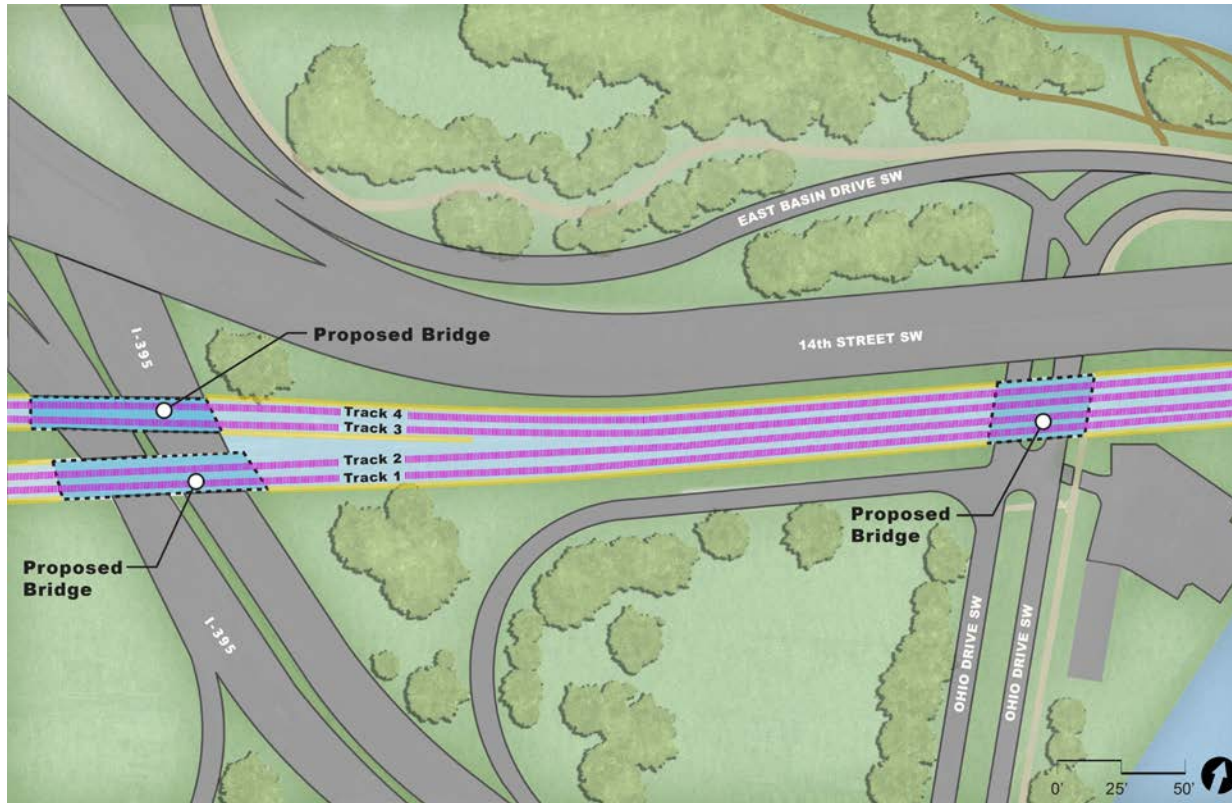 EAST BASIN DRIVE SW
I-395
Proposed Bridge
14th STREET SW
Track 4
Track 3
Track 2
Track 1
Proposed
Bridge
Proposed
Bridge
I-395
OHIO DRIVE SW
OHIO DRIVE SW
0' 25' 50'